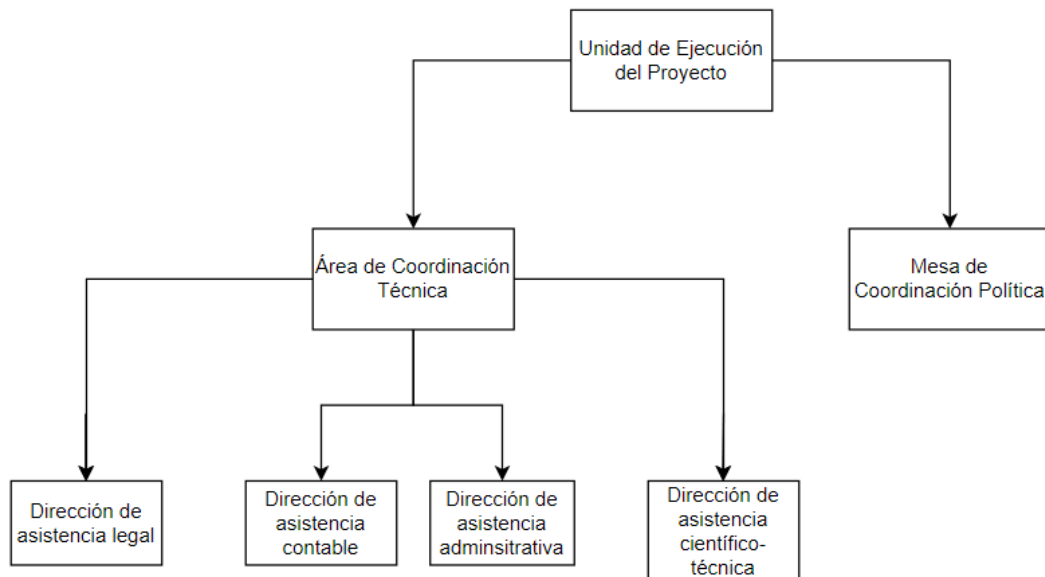 Unidad de Ejecución
del Proyecto
Área de Coordinación
Técnica
Mesa de
Coordinación Política
Dirección de
asistencia legal
Dirección de
asistencia
contable
Dirección de
asistencia
adminsitrativa
Dirección de
asistencia
científico-
técnica